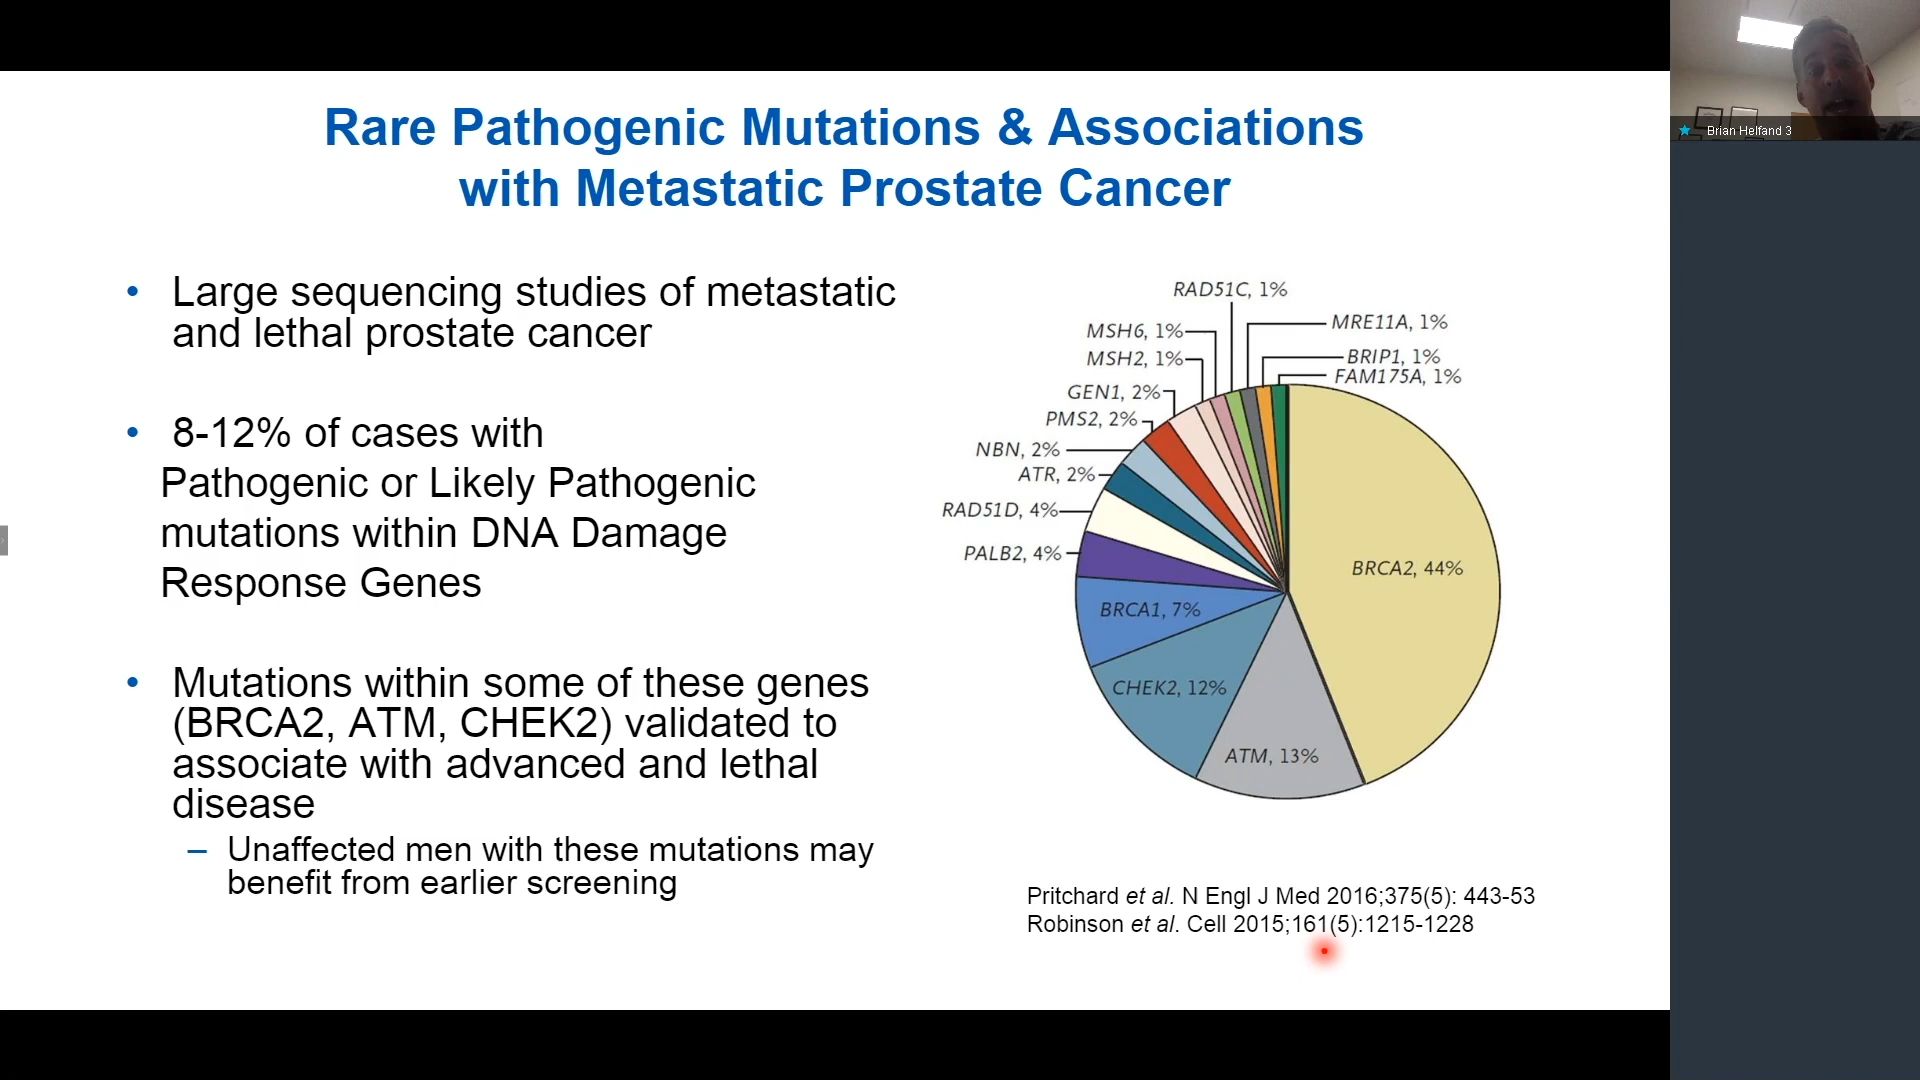 Rare Pathogenic Mutations & Associations
with Metastatic Prostate Cancer
• Large sequencing studies of metastatic
and lethal prostate cancer
• 8-12% of cases with
Pathogenic or Likely Pathogenic
mutations within DNA Damage
Response Genes
• Mutations within some of these genes
(BRCA2, ATM, CHEK2) validated to
associate with advanced and lethal
disease
– Unaffected men with these mutations may
benefit from earlier screening
RAD51C, 1%
MRE11A, 1%
MSH6, 1%
BRIP1, 1%
MSH2, 1%
FAM175A, 1%
GEN1, 2%
PMS2, 2%
NBN, 2%
ATR, 2%
RAD51D, 4%
PALB2, 4%
BRCA2, 44%
BRCA1, 7%
CHEK2, 12%
ATM, 13%
Pritchard et al. N Engl J Med 2016;375(5): 443-53
Robinson et al. Cell 2015;161(5):1215-1228
Brian Helfand 3